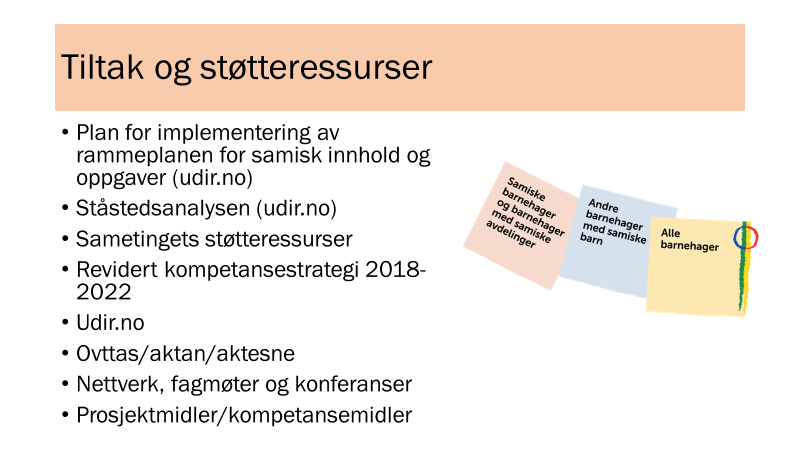 Tiltak og støtteressurser
• Plan for implementering av
rammeplanen for samisk innhold og
oppgaver (udir.no)
• Ståstedsanalysen (udir.no)
• Sametingets støtteressurser
• Revidert kompetansestrategi 2018-
2022
• Udir.no
• Ovttas/aktan/aktesne
• Nettverk, fagmøter og konferanser
• Prosjektmidler/kompetansemidler
Samiske
barnehager
og barnehager
med samiske
avdelinger
Andre
barnehager
med samiske
barn
Alle
barnehager